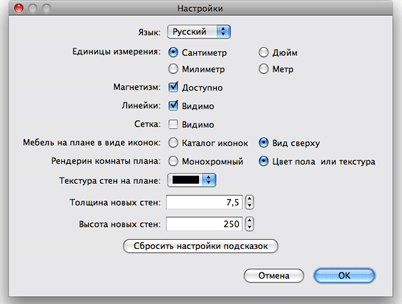 Настройки
Язык: Русский
Единицы измерения: Сантиметр Дюйм
Милиметр Метр
Магнетизм: Доступно
Линейки: Видимо
Сетка: Видимо
Мебель на плане в виде иконок: Каталог иконок Вид сверху
Рендерин комнаты плана: Монохромный Цвет пола или текстура
Текстура стен на плане:
Толщина новых стен: 7,5
Высота новых стен: 250
Сбросить настройки подсказок
Отмена OK